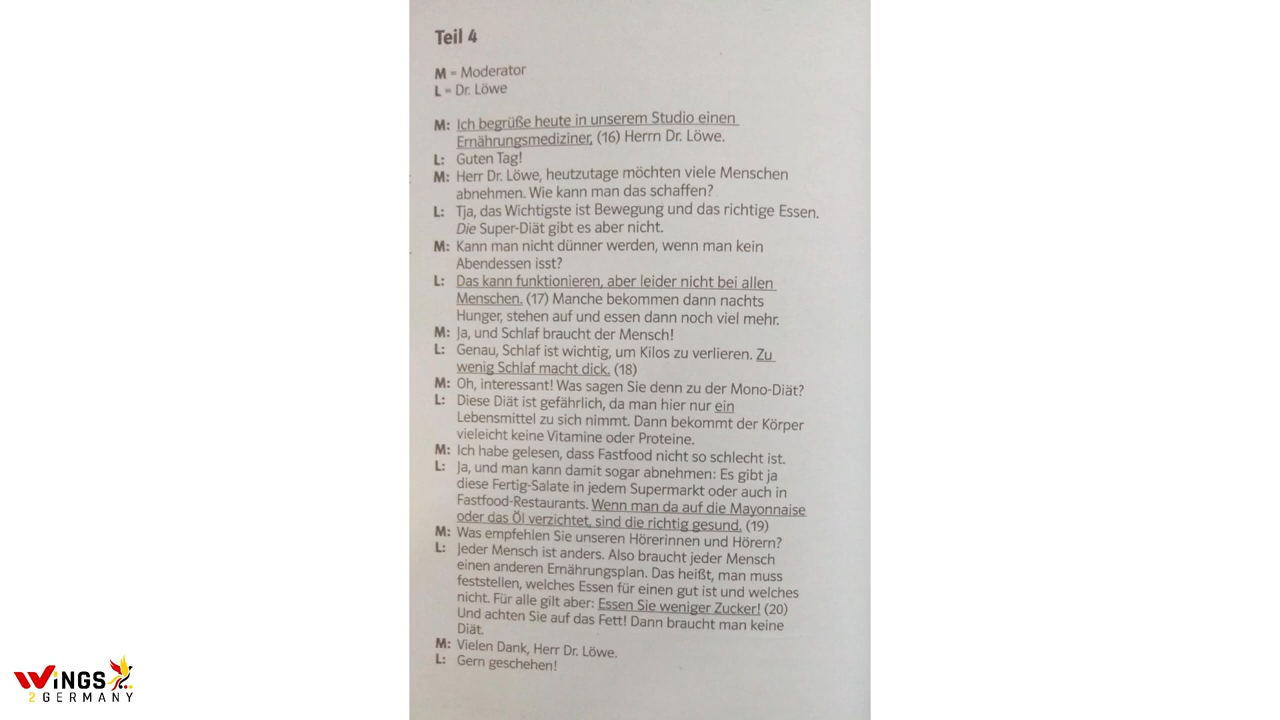 Teil 4
M = Moderator
L = Dr. Löwe
M: Ich begrüße heute in unserem Studio einen
Ernährungsmediziner, (16) Herrn Dr. Löwe.
L: Guten Tag!
M: Herr Dr. Löwe, heutzutage möchten viele Menschen
abnehmen. Wie kann man das schaffen?
L: Tja, das Wichtigste ist Bewegung und das richtige Essen.
Die Super-Diät gibt es aber nicht.
M: Kann man nicht dünner werden, wenn man kein
Abendessen isst?
L: Das kann funktionieren, aber leider nicht bei allen
Menschen. (17) Manche bekommen dann nachts
Hunger, stehen auf und essen dann noch viel mehr.
M: Ja, und Schlaf braucht der Mensch!
L: Genau, Schlaf ist wichtig, um Kilos zu verlieren. Zu
wenig Schlaf macht dick. (18)
M: Oh, interessant! Was sagen Sie denn zu der Mono-Diät?
L: Diese Diät ist gefährlich, da man hier nur ein
Lebensmittel zu sich nimmt. Dann bekommt der Körper
vieleicht keine Vitamine oder Proteine.
M: Ich habe gelesen, dass Fastfood nicht so schlecht ist.
L: Ja, und man kann damit sogar abnehmen: Es gibt ja
diese Fertig-Salate in jedem Supermarkt oder auch in
Fastfood-Restaurants. Wenn man da auf die Mayonnaise
oder das Öl verzichtet, sind die richtig gesund. (19)
M: Was empfehlen Sie unseren Hörerinnen und Hörern?
L: Jeder Mensch ist anders. Also braucht jeder Mensch
einen anderen Ernährungsplan. Das heißt, man muss
feststellen, welches Essen für einen gut ist und welches
nicht. Für alle gilt aber: Essen Sie weniger Zucker! (20)
Und achten Sie auf das Fett! Dann braucht man keine
Diät.
M: Vielen Dank, Herr Dr. Löwe.
L: Gern geschehen!
WiNGS
2 GERMANY